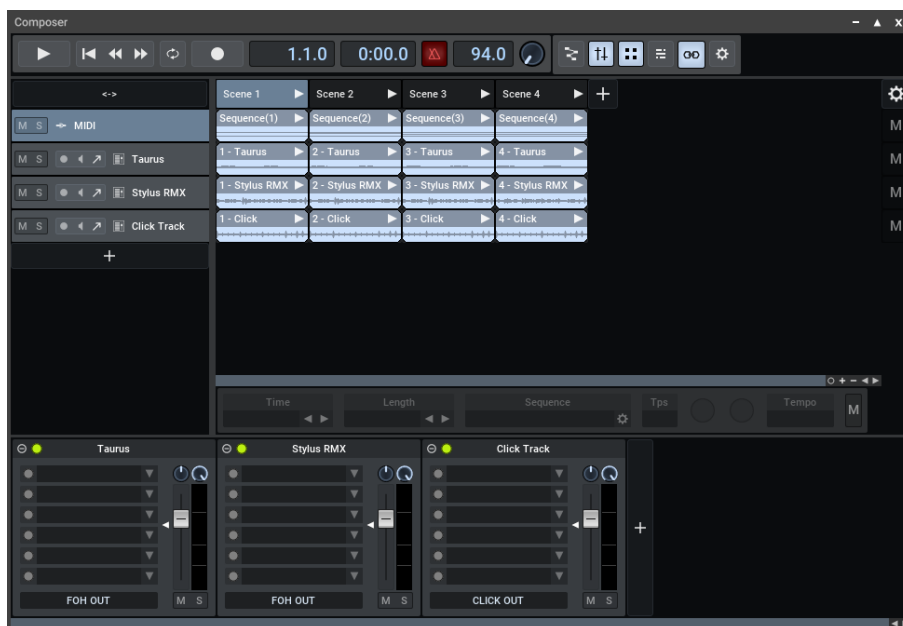 Composer
1.1.0 0:00.0 94.0
<-> Scene 1 Scene 2 Scene 3 Scene 4
M S MIDI Sequence(1) Sequence(2) Sequence(3) Sequence(4) M
M S Taurus 1 - Taurus 2 - Taurus 3 - Taurus 4 - Taurus M
M S Stylus RMX 1 - Stylus RMX 2 - Stylus RMX 3 - Stylus RMX 4 - Stylus RMX M
M S Click Track 1 - Click 2 - Click 3 - Click 4 - Click M
Time Length Sequence Tps Tempo M
Taurus Stylus RMX Click Track
FOH OUT M S FOH OUT M S CLICK OUT M S